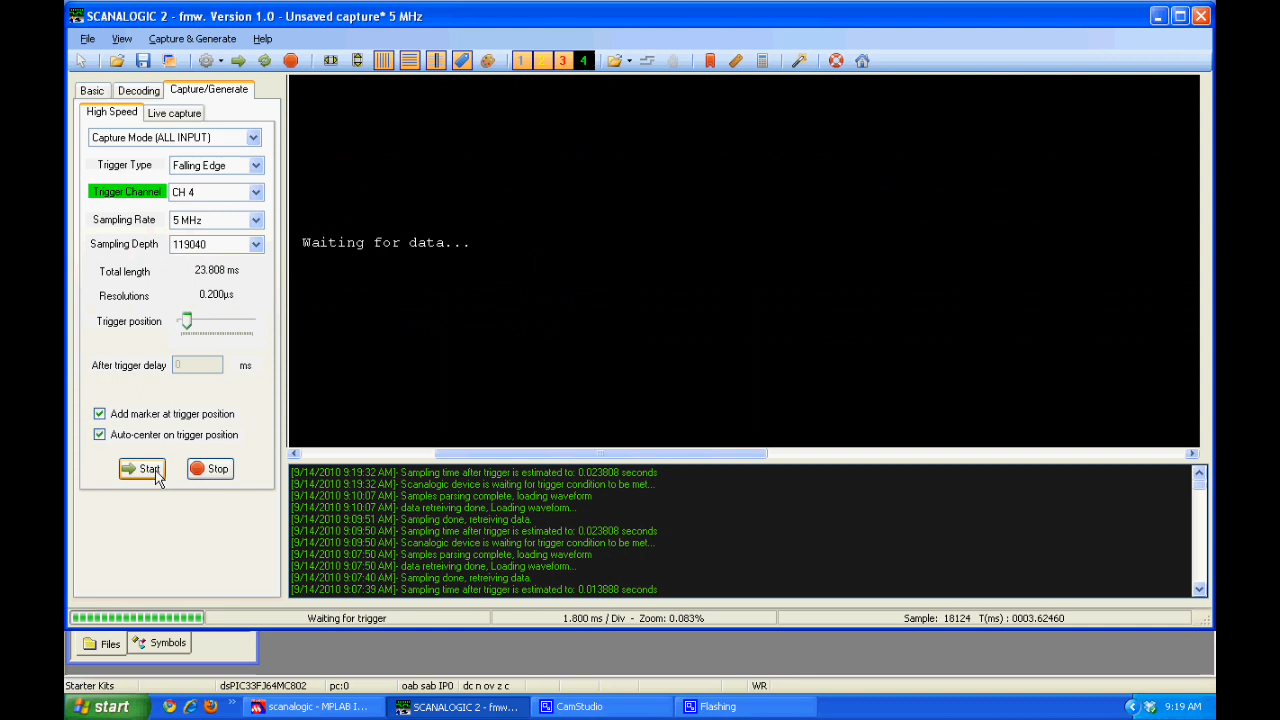 SCANALOGIC 2 - fmw. Version 1.0 - Unsaved capture* 5 MHz
File View Capture & Generate Help
1 2 3 4
Basic Decoding Capture/Generate
High Speed Live capture
Capture Mode (ALL INPUT)
Trigger Type Falling Edge
Trigger Channel CH 4
Sampling Rate 5 MHz
Sampling Depth 119040
Total length 23.808 ms
Resolutions 0.200µs
Trigger position
After trigger delay 0 ms
Add marker at trigger position
Auto-center on trigger position
Start Stop
Waiting for data...
[9/14/2010 9:19:32 AM]- Sampling time after trigger is estimated to: 0.023808 seconds
[9/14/2010 9:19:32 AM]- Scanalogic device is waiting for trigger condition to be met...
[9/14/2010 9:10:07 AM]- Samples parsing complete, loading waveform
[9/14/2010 9:10:07 AM]- data retreiving done, Loading waveform...
[9/14/2010 9:09:51 AM]- Sampling done, retreiving data.
[9/14/2010 9:09:50 AM]- Sampling time after trigger is estimated to: 0.023808 seconds
[9/14/2010 9:09:50 AM]- Scanalogic device is waiting for trigger condition to be met...
[9/14/2010 9:07:50 AM]- Samples parsing complete, loading waveform
[9/14/2010 9:07:50 AM]- data retreiving done, Loading waveform...
[9/14/2010 9:07:40 AM]- Sampling done, retreiving data.
[9/14/2010 9:07:39 AM]- Sampling time after trigger is estimated to: 0.013888 seconds
Waiting for trigger 1.800 ms / Div - Zoom: 0.083% Sample: 18124 T(ms) : 0003.62460
Files Symbols
Starter Kits dsPIC33FJ64MC802 pc:0 oab sab IP0 dc n ov z c WR
start scanalogic - MPLAB I... SCANALOGIC 2 - fmw... CamStudio Flashing 9:19 AM